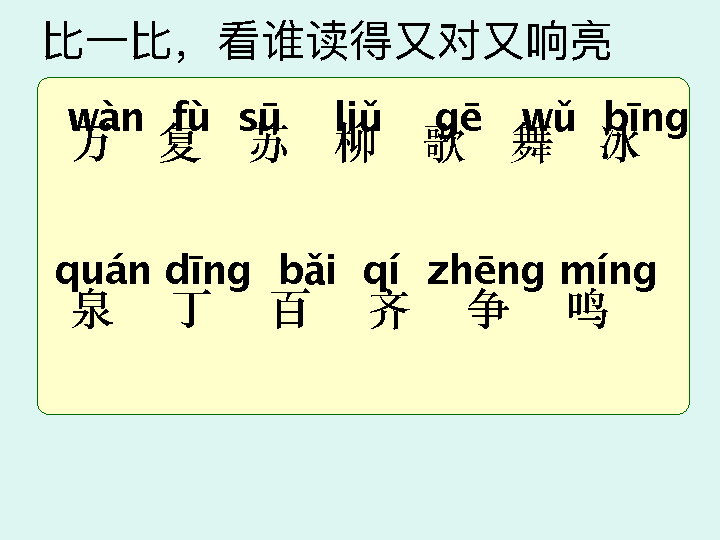 比一比，看谁读得又对又响亮
wàn fù sū liǔ gē wǔ bīng
万 复 苏 柳 歌 舞 冰
quán dīng bǎi qí zhēng míng
泉 丁 百 齐 争 鸣